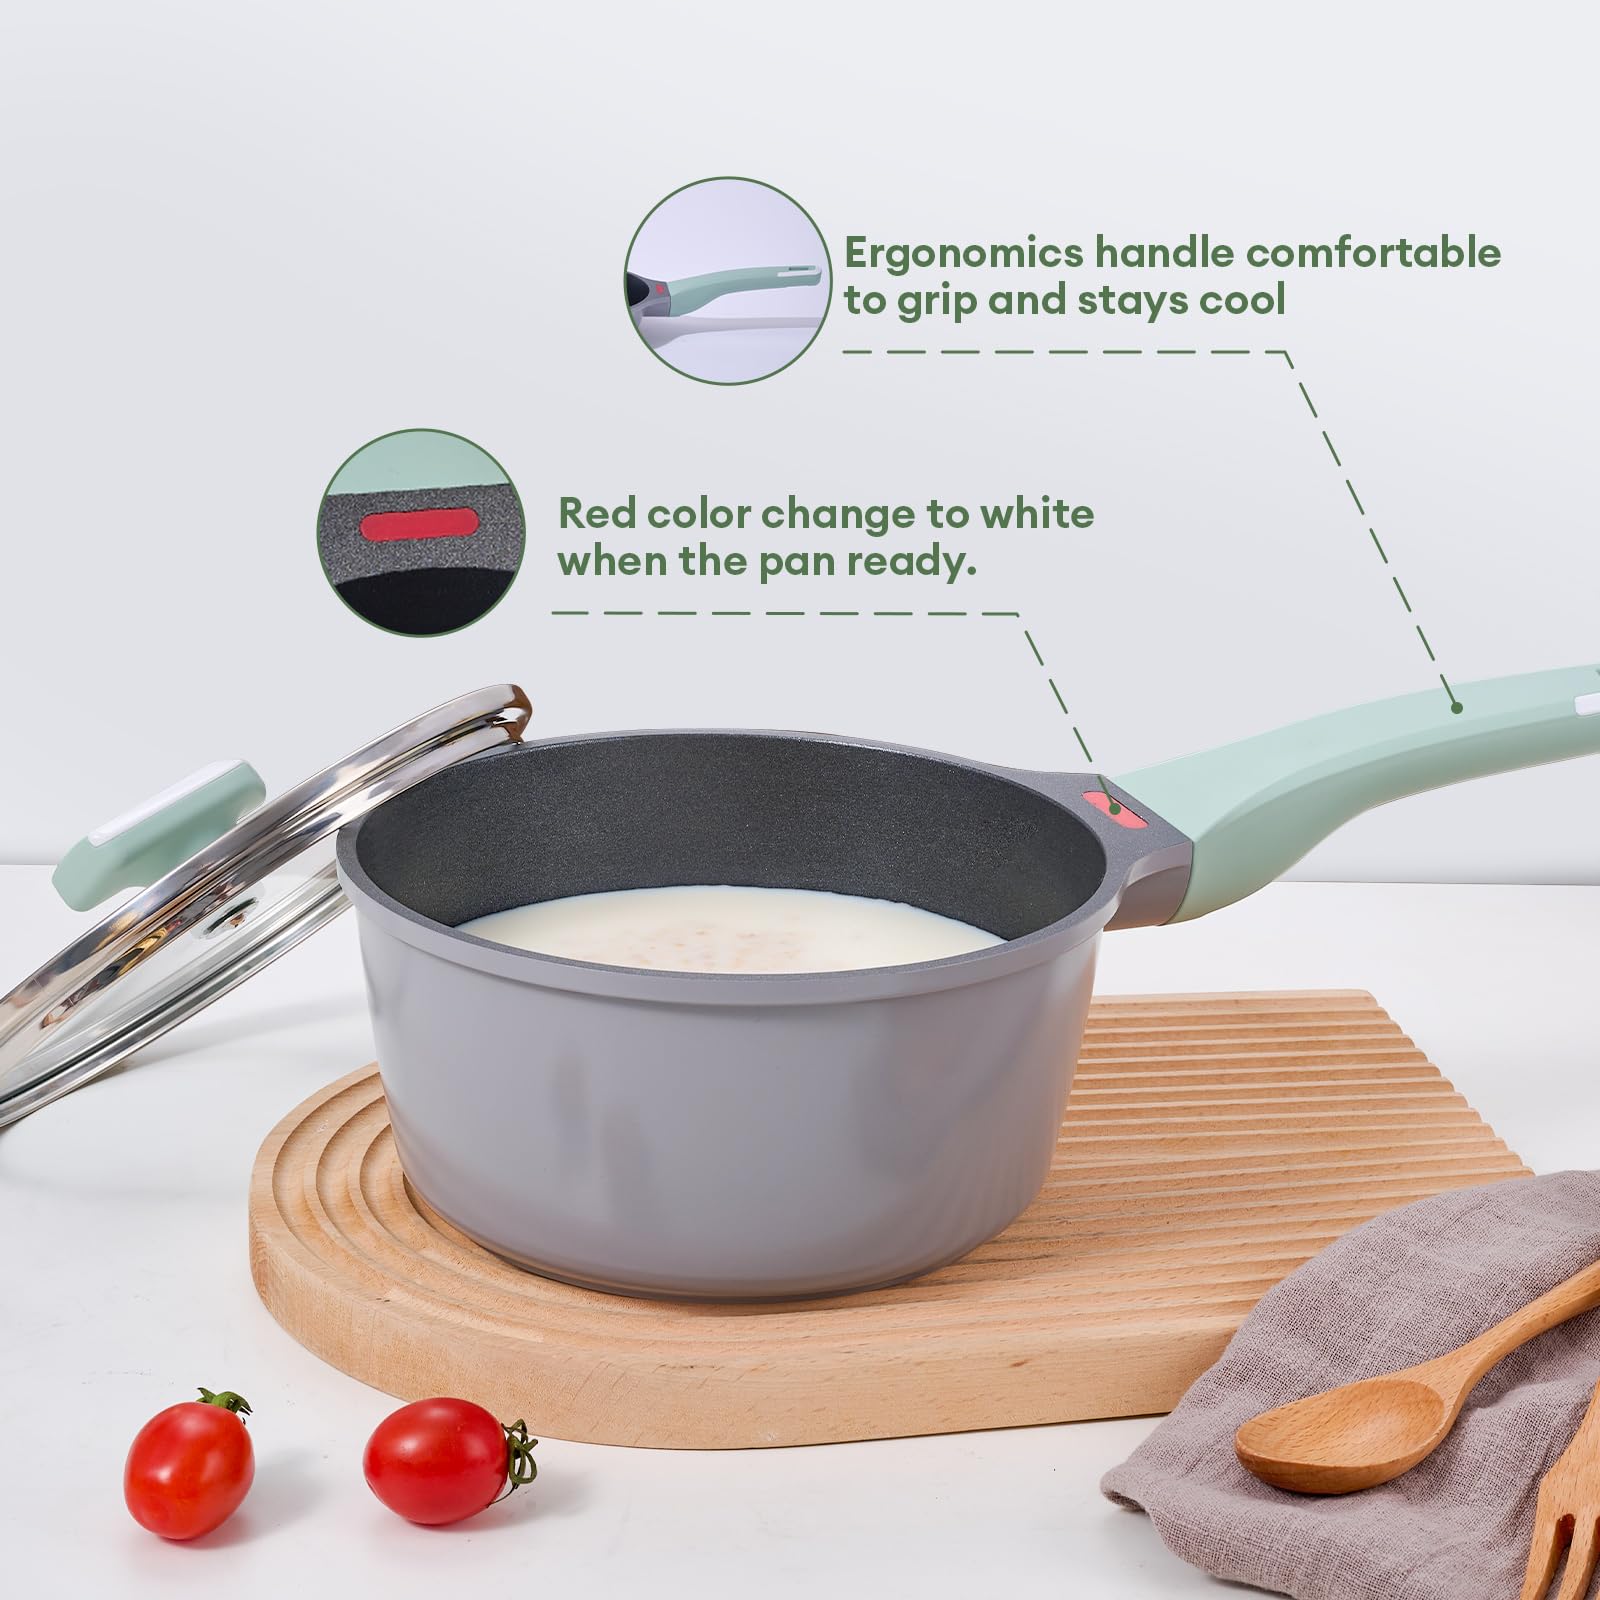 Ergonomics handle comfortable
to grip and stays cool
Red color change to white
when the pan ready.